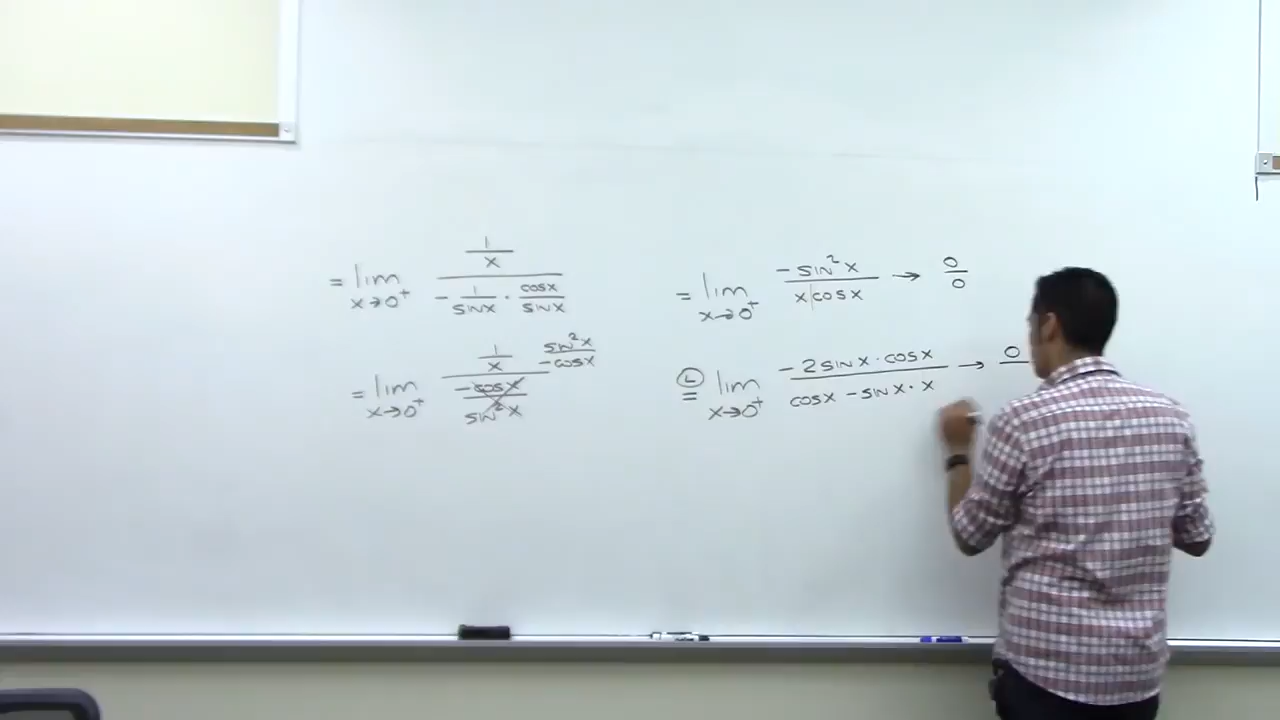 = lim x→0⁺ (1/x) / (- 1/sinx · cosx/sinx)
= lim x→0⁺ (1/x) / (-cosx/sin²x) sin²x/-cosx
= lim x→0⁺ -sin²x / x cosx → 0/0
Ⓛ = lim x→0⁺ -2sinx·cosx / cosx - sinx·x → 0